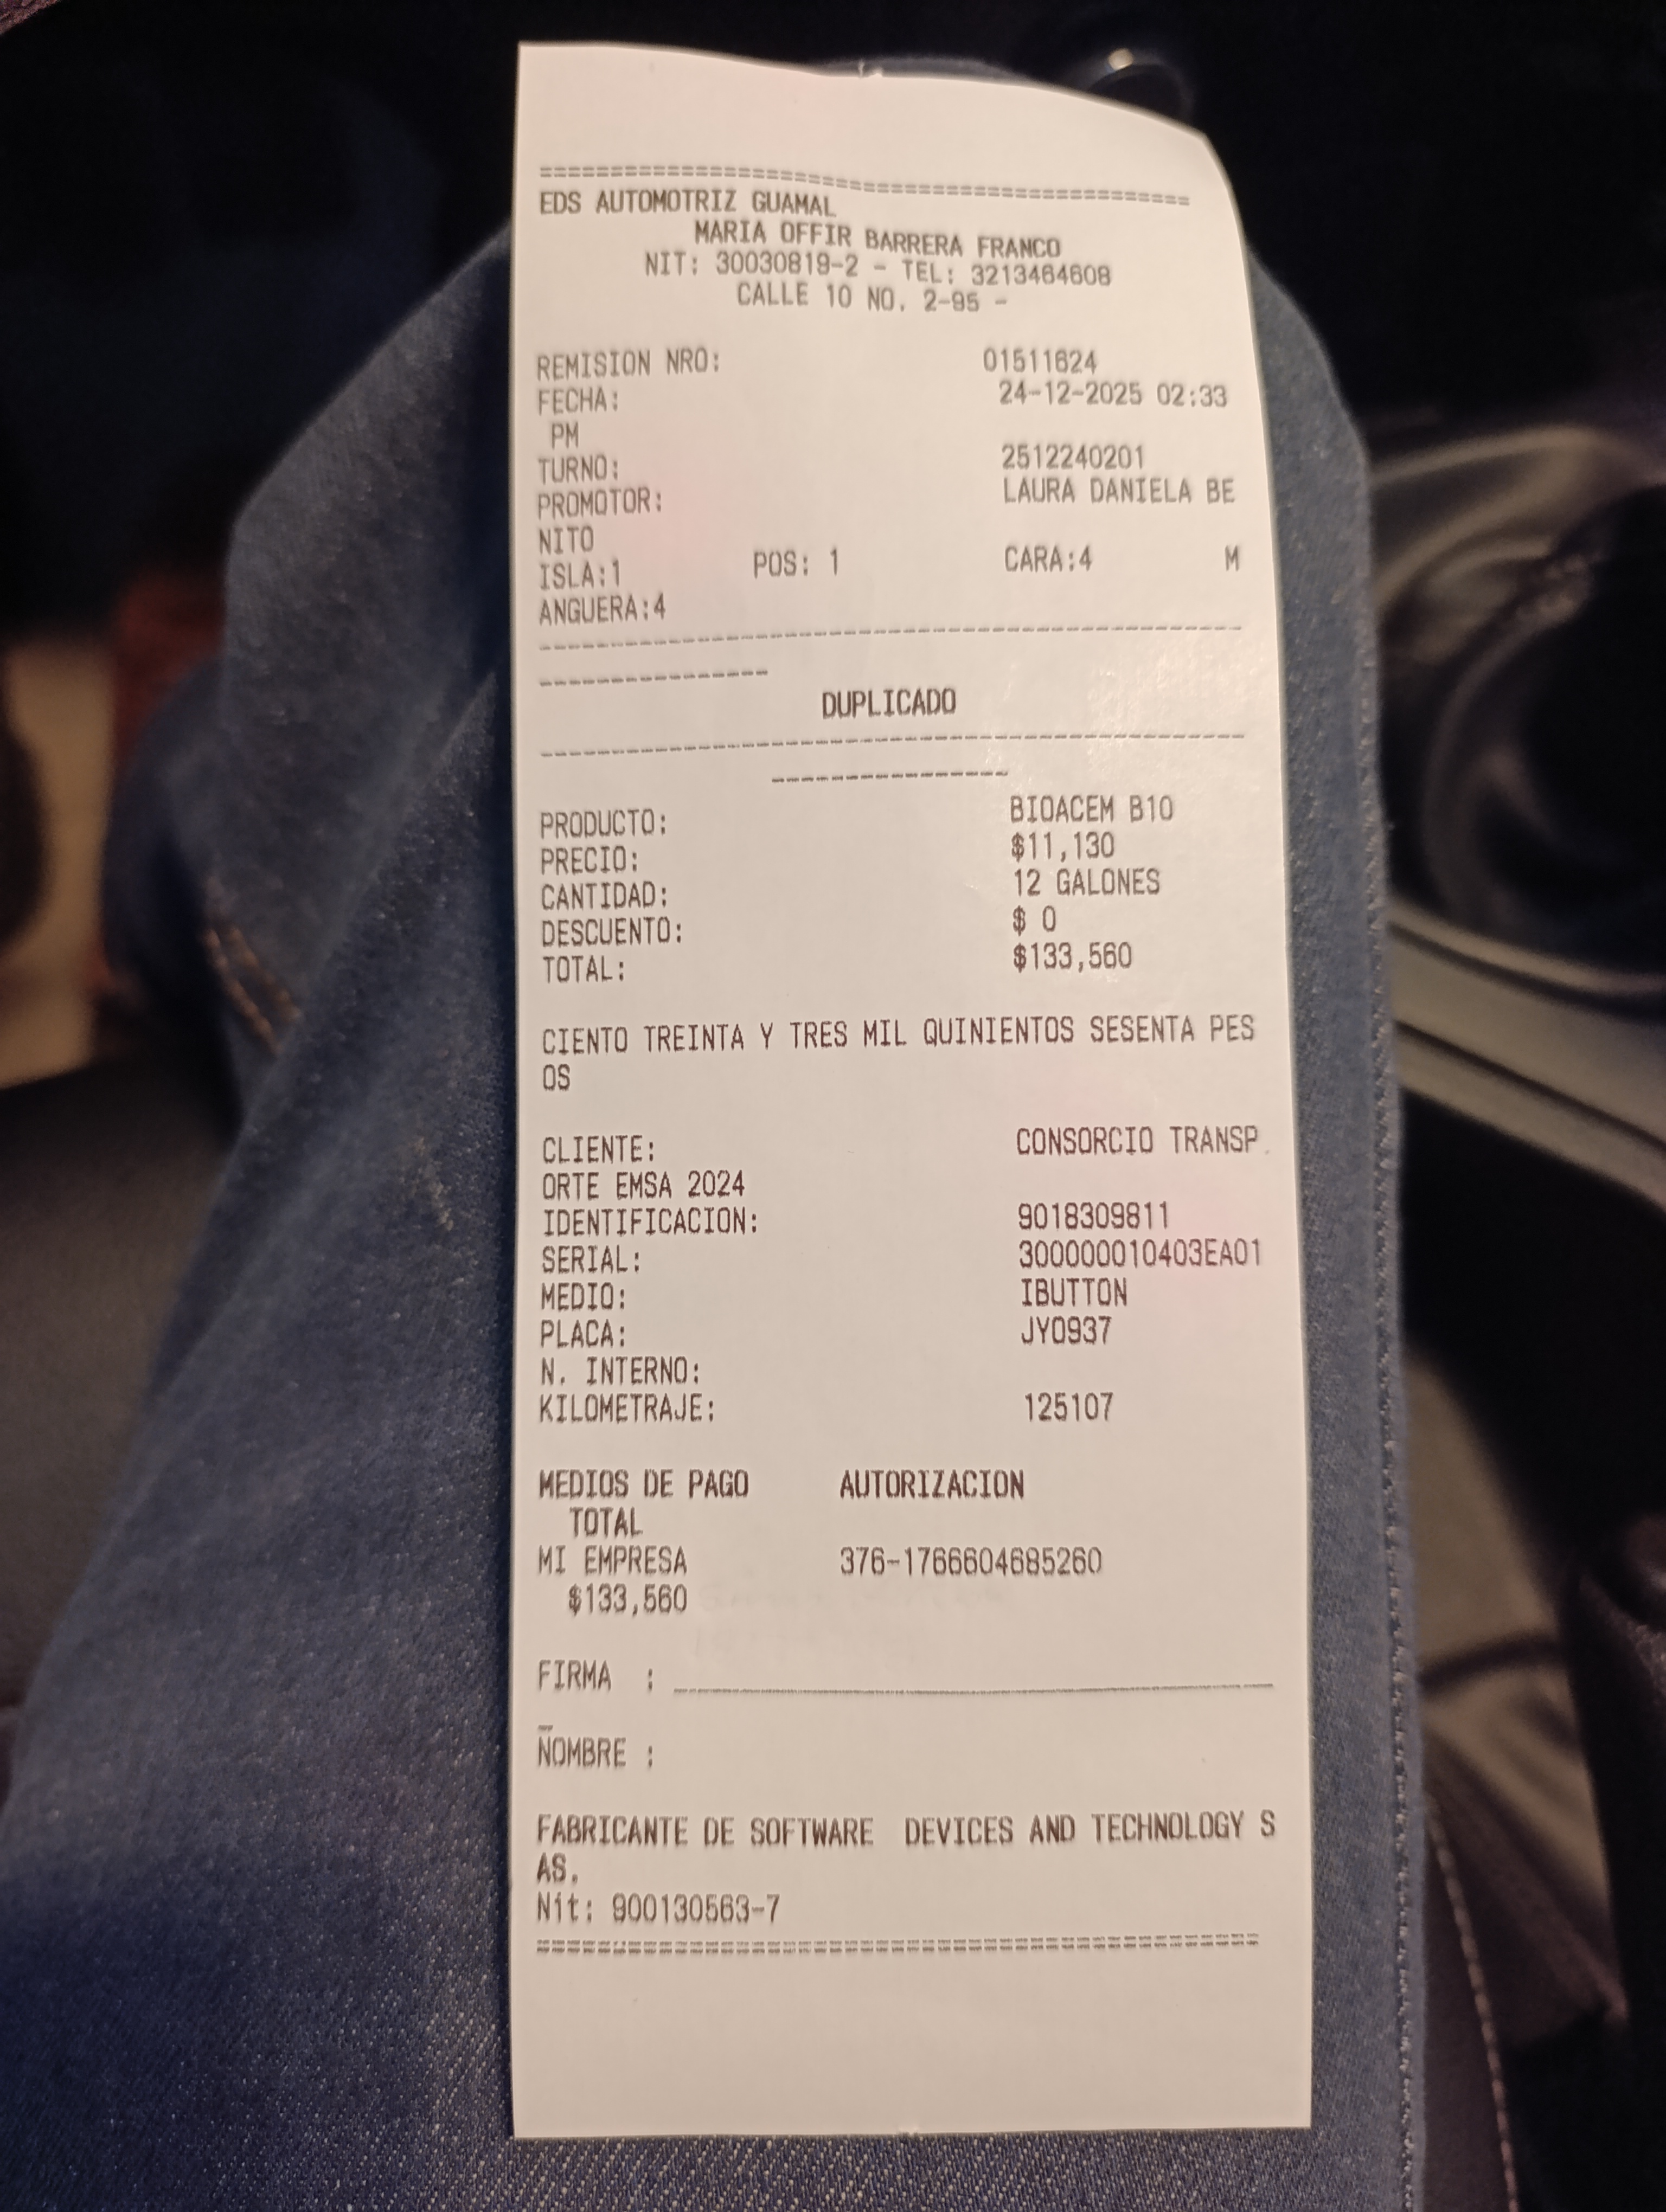 ========================================
EDS AUTOMOTRIZ GUAMAL
MARIA OFFIR BARRERA FRANCO
NIT: 30030819-2 - TEL: 3213464608
CALLE 10 NO. 2-95 -
REMISION NRO: 01511624
FECHA: 24-12-2025 02:33
PM
TURNO: 2512240201
PROMOTOR: LAURA DANIELA BE
NITO
ISLA:1 POS: 1 CARA:4 M
ANGUERA:4
DUPLICADO
PRODUCTO: BIOACEM B10
PRECIO: $11,130
CANTIDAD: 12 GALONES
DESCUENTO: $ 0
TOTAL: $133,560
CIENTO TREINTA Y TRES MIL QUINIENTOS SESENTA PES
OS
CLIENTE: CONSORCIO TRANSP
ORTE EMSA 2024
IDENTIFICACION: 9018309811
SERIAL: 300000010403EA01
MEDIO: IBUTTON
PLACA: JYO937
N. INTERNO:
KILOMETRAJE: 125107
MEDIOS DE PAGO AUTORIZACION
TOTAL
MI EMPRESA 376-1766604685260
$133,560
FIRMA : ________________________________________
_
NOMBRE :
FABRICANTE DE SOFTWARE DEVICES AND TECHNOLOGY S
AS.
Nit: 900130563-7
========================================